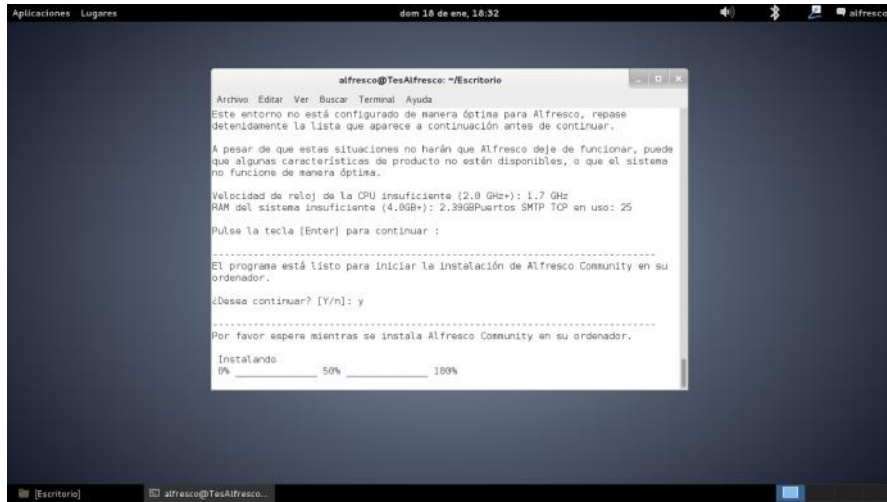 Aplicaciones Lugares
dom 18 de ene, 18:32
alfresco
alfresco@TesAlfresco: ~/Escritorio
Archivo Editar Ver Buscar Terminal Ayuda
Este entorno no está configurado de manera óptima para Alfresco, repase
detenidamente la lista que aparece a continuación antes de continuar.
A pesar de que estas situaciones no harán que Alfresco deje de funcionar, puede
que algunas características de producto no estén disponibles, o que el sistema
no funcione de manera óptima.
Velocidad de reloj de la CPU insuficiente (2.0 GHz+): 1.7 GHz
RAM del sistema insuficiente (4.0GB+): 2.39GBPuertos SMTP TCP en uso: 25
Pulse la tecla [Enter] para continuar :
----------------------------------------------------------------------------
El programa está listo para iniciar la instalación de Alfresco Community en su
ordenador.
¿Desea continuar? [Y/n]: y
----------------------------------------------------------------------------
Por favor espere mientras se instala Alfresco Community en su ordenador.
Instalando
0% ______________ 50% ______________ 100%
[Escritorio]
alfresco@TesAlfresco...